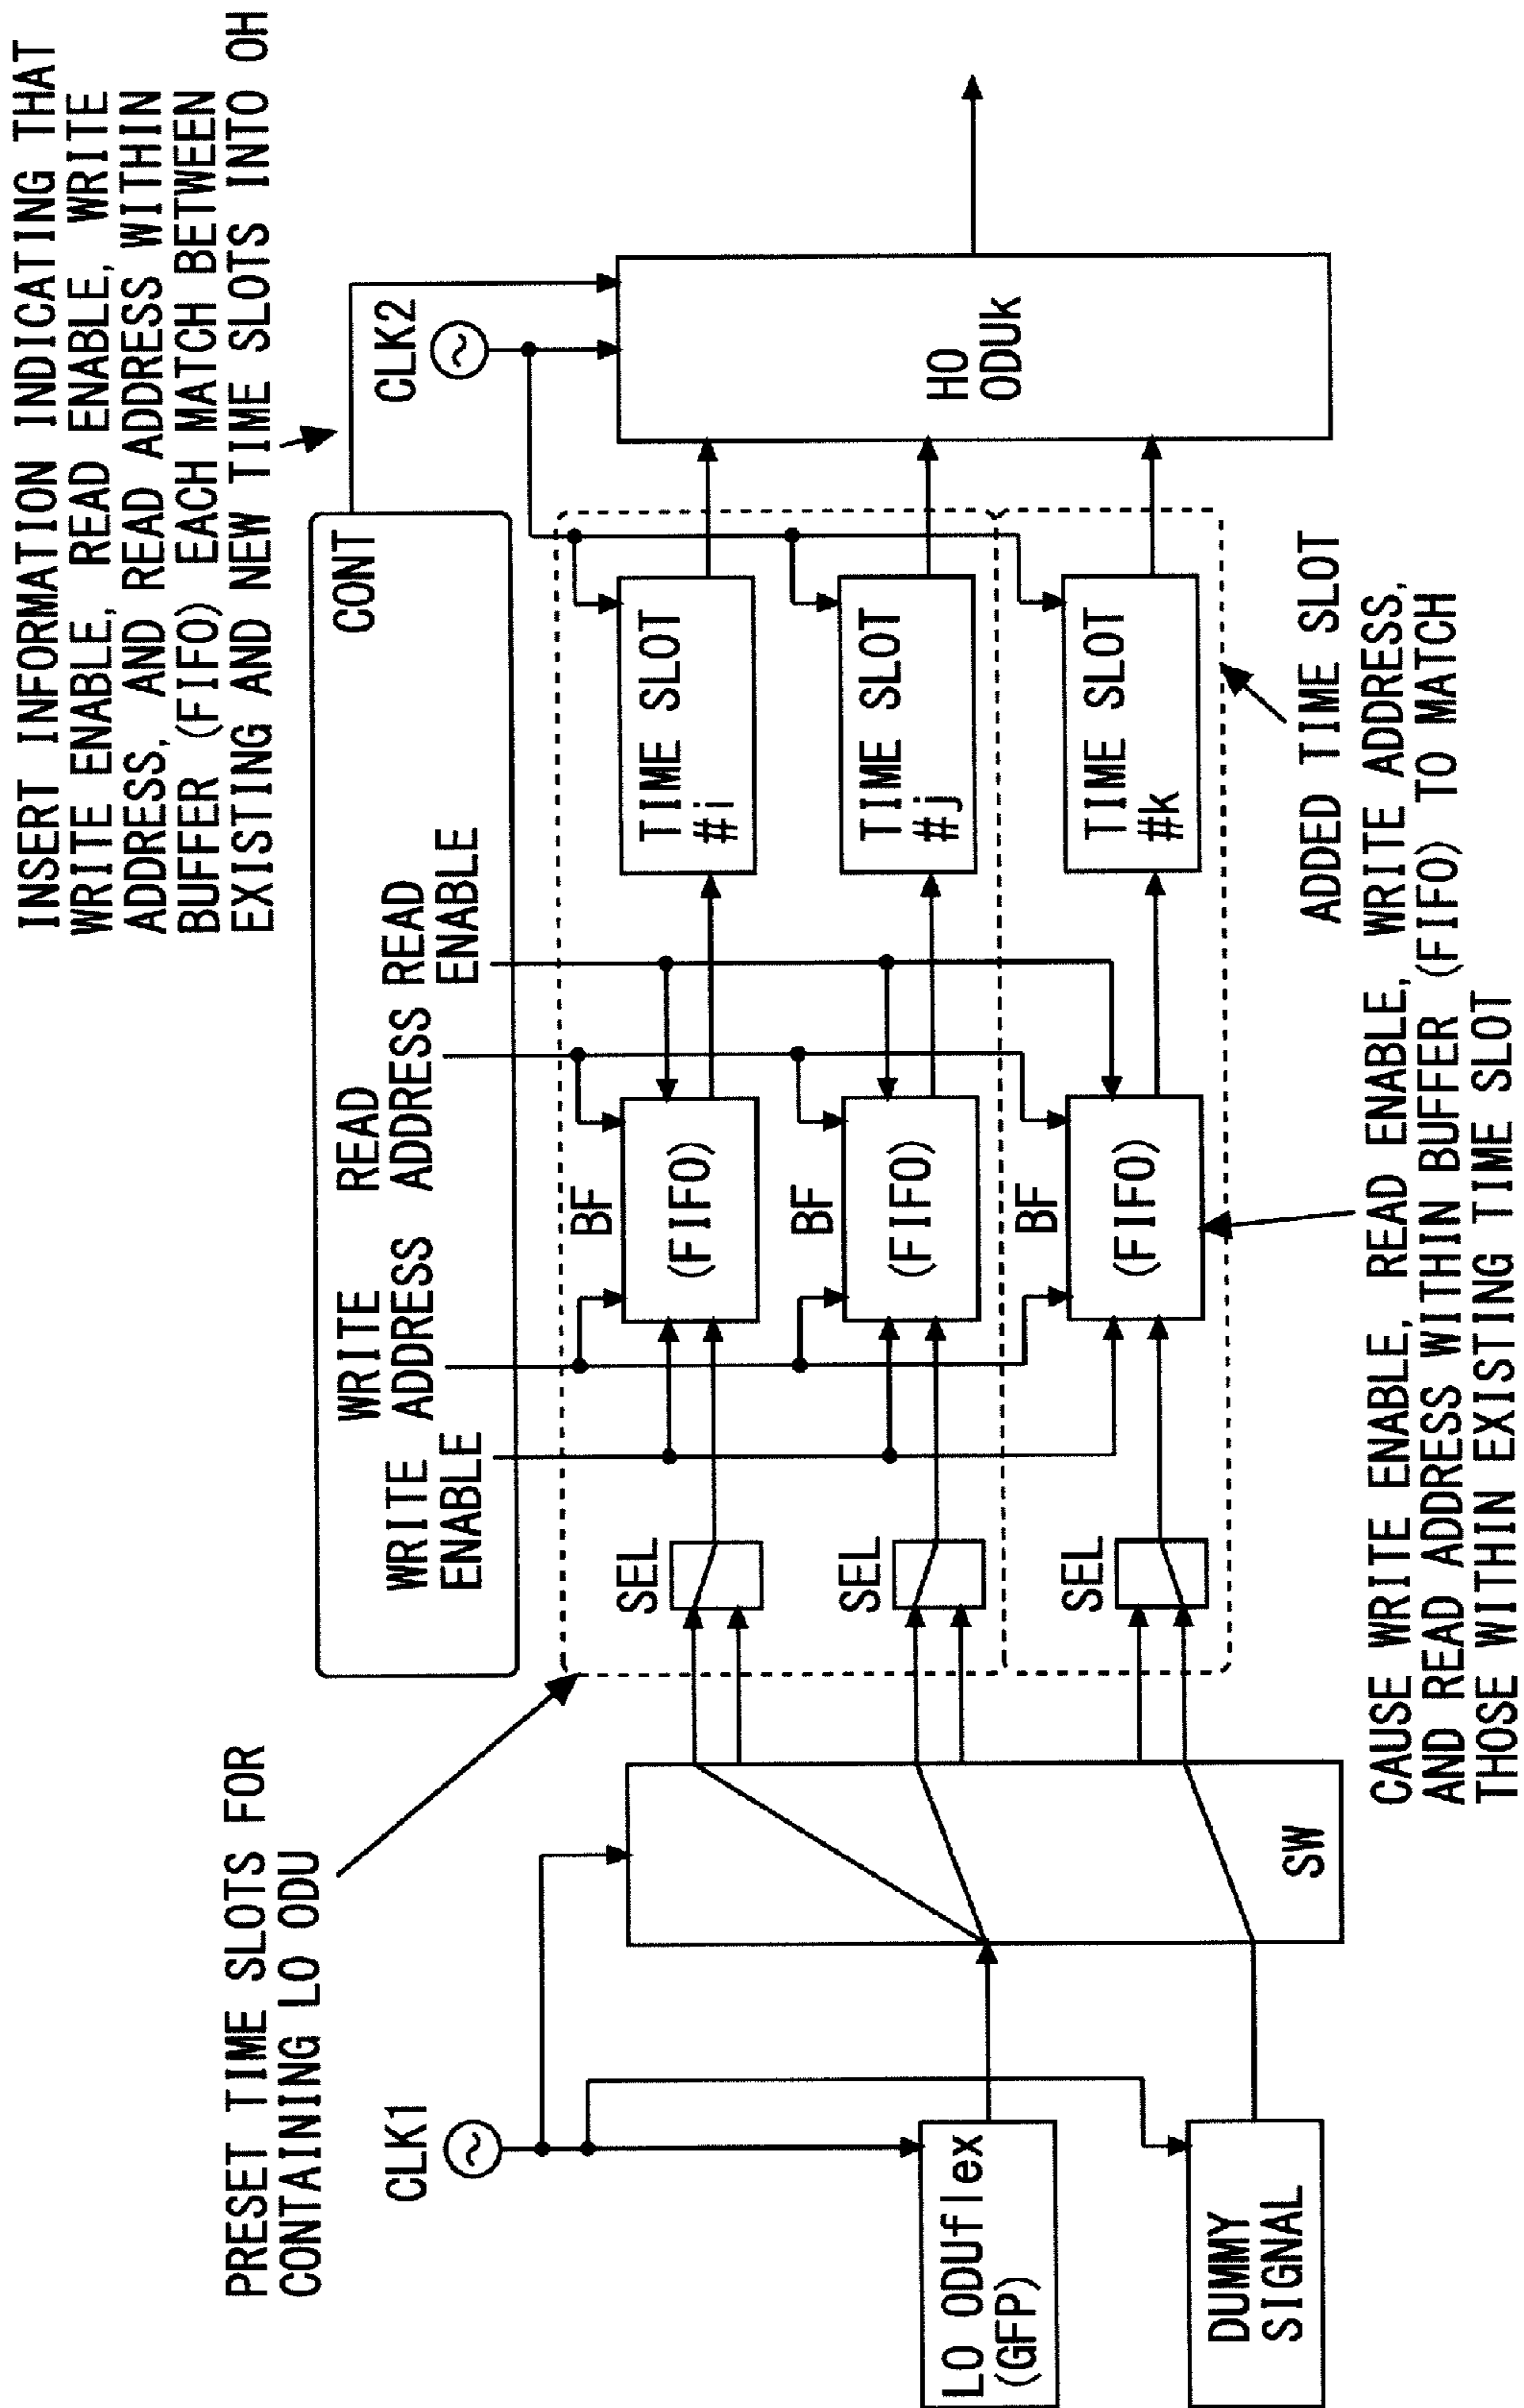 INSERT INFORMATION INDICATING THAT
WRITE ENABLE, READ ENABLE, WRITE
ADDRESS, AND READ ADDRESS WITHIN
BUFFER (FIFO) EACH MATCH BETWEEN
EXISTING AND NEW TIME SLOTS INTO OH
PRESET TIME SLOTS FOR
CONTAINING LO ODU
CONT
WRITE
ENABLE
WRITE
ADDRESS
READ
ADDRESS
READ
ENABLE
CLK1
CLK2
SEL
BF
(FIFO)
TIME SLOT
#i
SEL
BF
(FIFO)
TIME SLOT
#j
SEL
BF
(FIFO)
TIME SLOT
#k
LO ODUflex
(GFP)
DUMMY
SIGNAL
SW
HO
ODUk
ADDED TIME SLOT
CAUSE WRITE ENABLE, READ ENABLE, WRITE ADDRESS,
AND READ ADDRESS WITHIN BUFFER (FIFO) TO MATCH
THOSE WITHIN EXISTING TIME SLOT